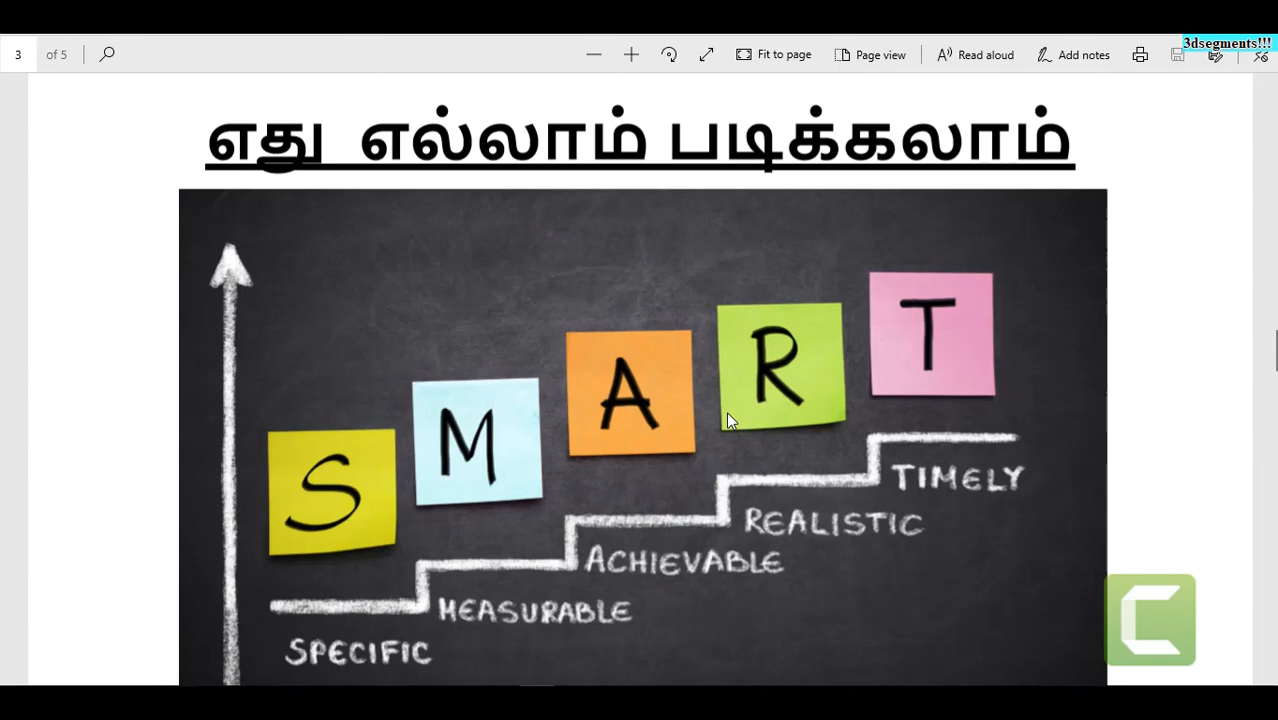 3dsegments!!!
3 of 5 Fit to page Page view Read aloud Add notes
எது எல்லாம் படிக்கலாம்
S M A R T
TIMELY
REALISTIC
ACHIEVABLE
MEASURABLE
SPECIFIC
C